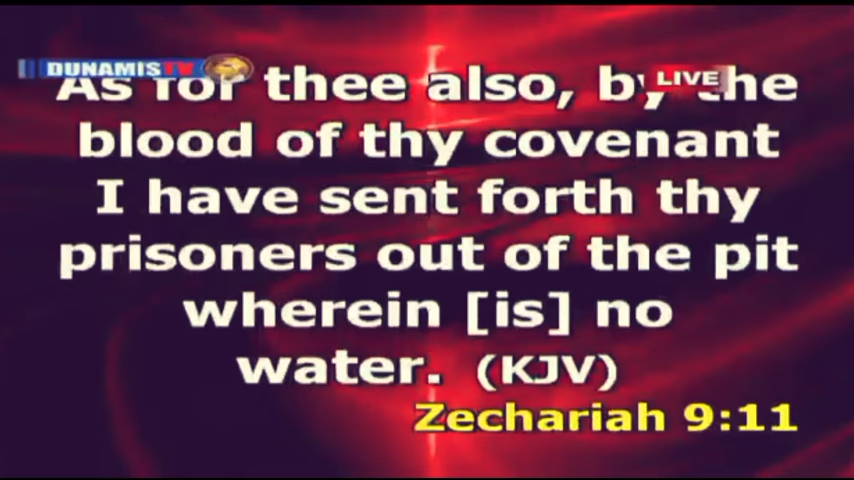 DUNAMIS TV
LIVE
As for thee also, by the
blood of thy covenant
I have sent forth thy
prisoners out of the pit
wherein [is] no
water. (KJV)
Zechariah 9:11